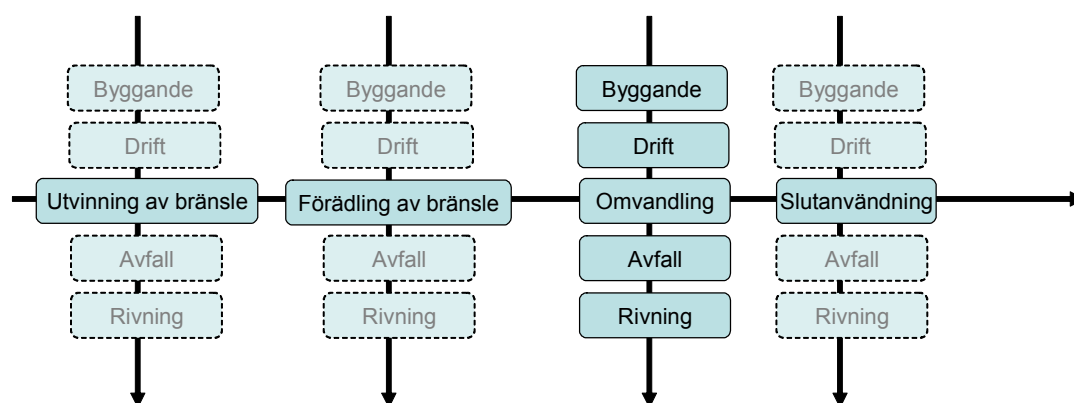 Byggande
Byggande
Byggande
Byggande
Drift
Drift
Drift
Drift
Utvinning av bränsle
Förädling av bränsle
Omvandling
Slutanvändning
Avfall
Avfall
Avfall
Avfall
Rivning
Rivning
Rivning
Rivning